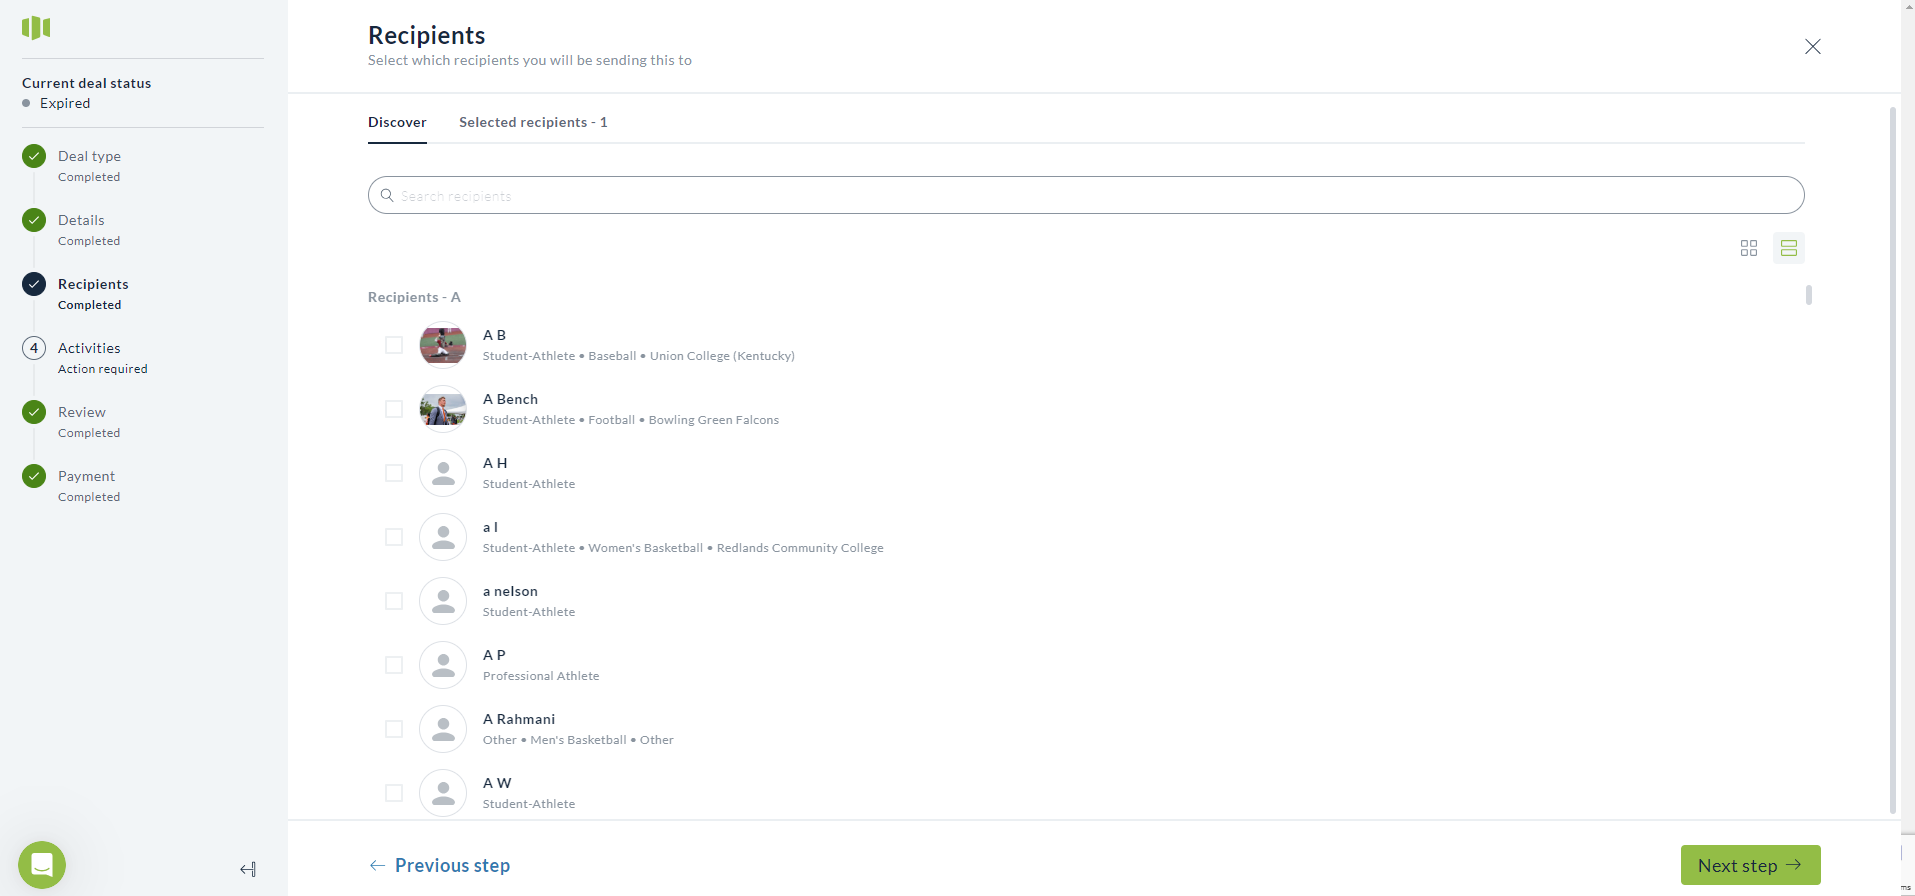 Recipients
Select which recipients you will be sending this to
Current deal status
Expired
Deal type
Completed
Details
Completed
Recipients
Completed
4
Activities
Action required
Review
Completed
Payment
Completed
Discover
Selected recipients - 1
Search recipients
Recipients - A
A B
Student-Athlete • Baseball • Union College (Kentucky)
A Bench
Student-Athlete • Football • Bowling Green Falcons
A H
Student-Athlete
a l
Student-Athlete • Women's Basketball • Redlands Community College
a nelson
Student-Athlete
A P
Professional Athlete
A Rahmani
Other • Men's Basketball • Other
A W
Student-Athlete
Previous step
Next step
ms